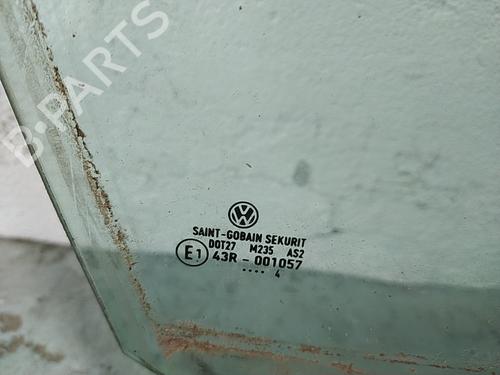 B-PARTS
SAINT-GOBAIN SEKURIT
DOT27 M235 AS2
E1 43R - 001057
.... 4